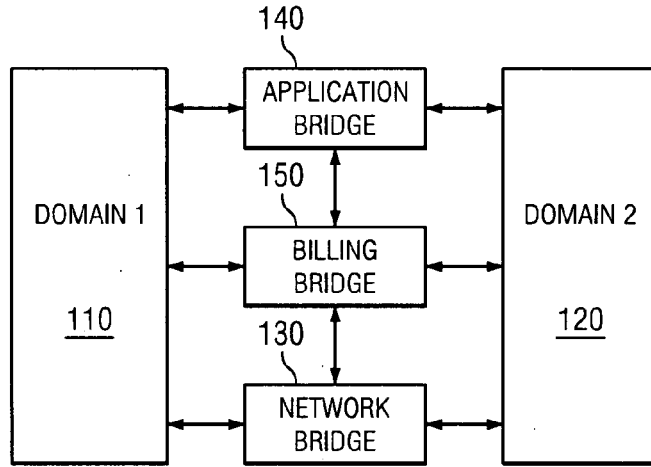 140
APPLICATION
BRIDGE
150
DOMAIN 1
BILLING
BRIDGE
DOMAIN 2
110
120
130
NETWORK
BRIDGE